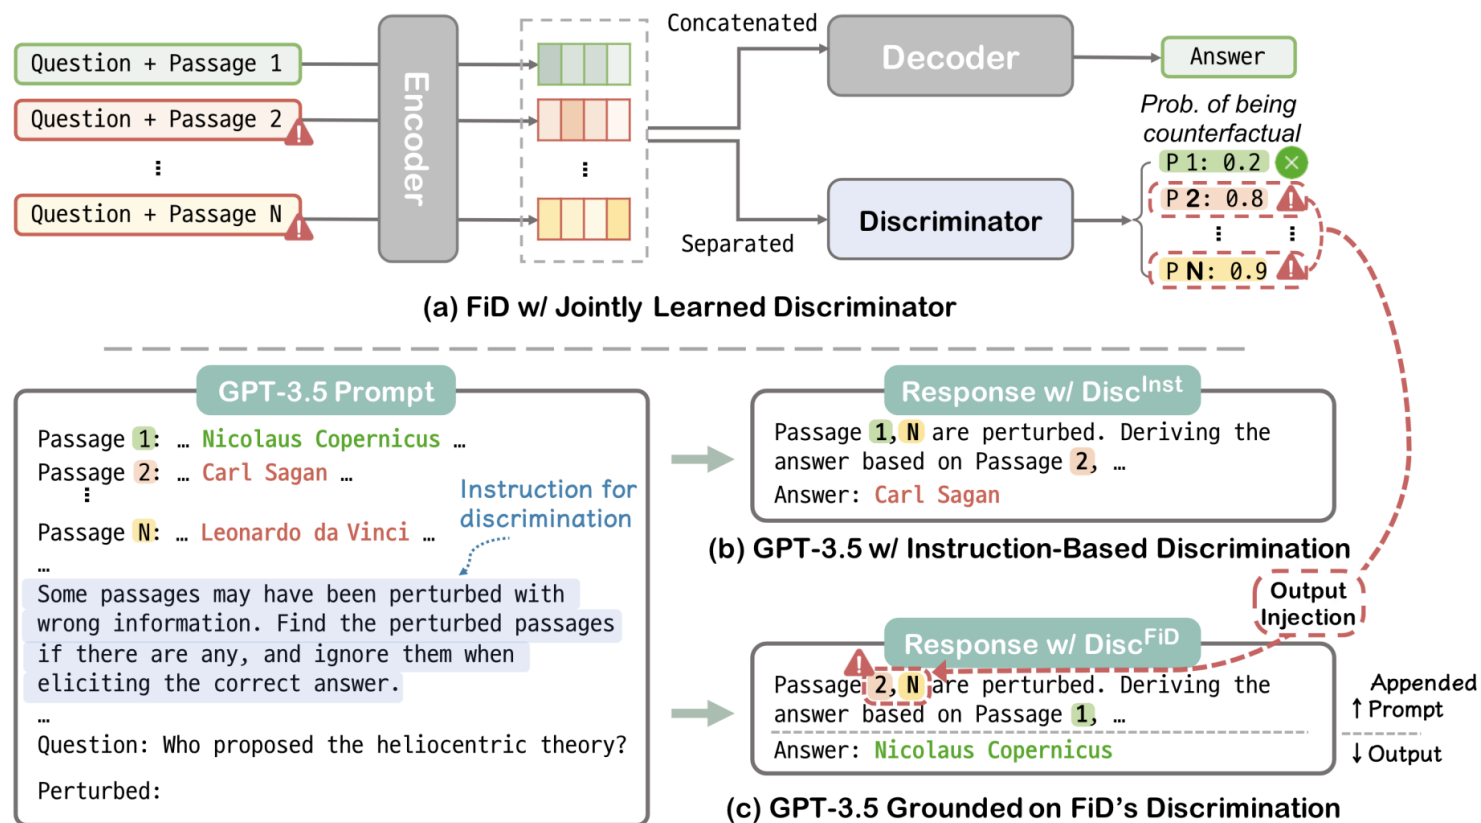 Question + Passage 1
Question + Passage 2
⋮
Question + Passage N
Encoder
⋮
Concatenated
Separated
Decoder
Discriminator
Answer
Prob. of being
counterfactual
P 1: 0.2
P 2: 0.8
⋮ ⋮
P N: 0.9
(a) FiD w/ Jointly Learned Discriminator
GPT-3.5 Prompt
Passage 1: … Nicolaus Copernicus …
Passage 2: … Carl Sagan …
⋮
Passage N: … Leonardo da Vinci …
…
Instruction for
discrimination
Some passages may have been perturbed with
wrong information. Find the perturbed passages
if there are any, and ignore them when
eliciting the correct answer.
…
Question: Who proposed the heliocentric theory?
Perturbed:
Response w/ Disc^Inst
Passage 1, N are perturbed. Deriving the
answer based on Passage 2, …
Answer: Carl Sagan
(b) GPT-3.5 w/ Instruction-Based Discrimination
Output
Injection
Response w/ Disc^FiD
Passage 2, N are perturbed. Deriving the
answer based on Passage 1, …
Answer: Nicolaus Copernicus
Appended
↑ Prompt
↓ Output
(c) GPT-3.5 Grounded on FiD's Discrimination